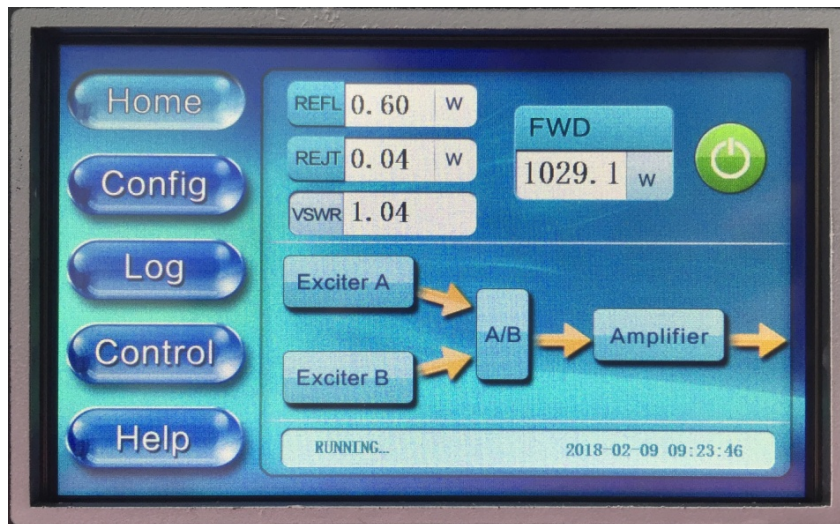 Home
Config
Log
Control
Help
REFL 0.60 W
REJT 0.04 W
VSWR 1.04
FWD
1029.1 W
Exciter A
Exciter B
A/B
Amplifier
RUNNING...
2018-02-09 09:23:46